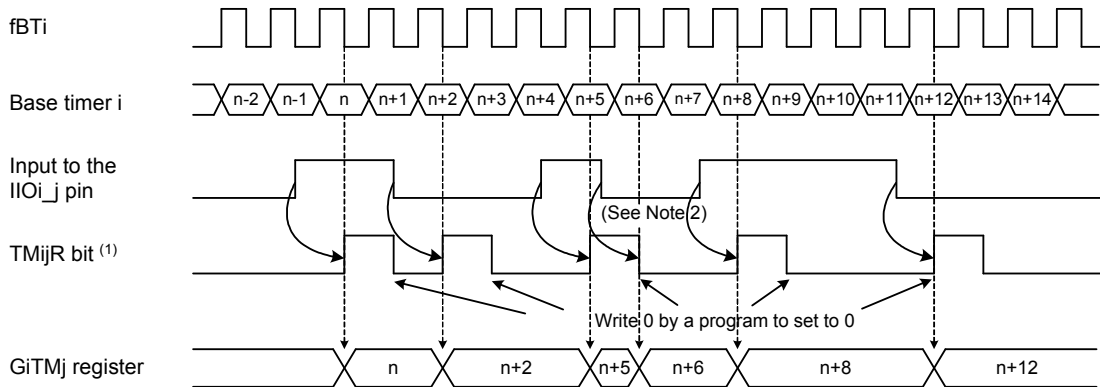 fBTi
Base timer i
n-2 n-1 n n+1 n+2 n+3 n+4 n+5 n+6 n+7 n+8 n+9 n+10 n+11 n+12 n+13 n+14
Input to the
IIOi_j pin
(See Note 2)
TMijR bit (1)
Write 0 by a program to set to 0
GiTMj register
n n+2 n+5 n+6 n+8 n+12